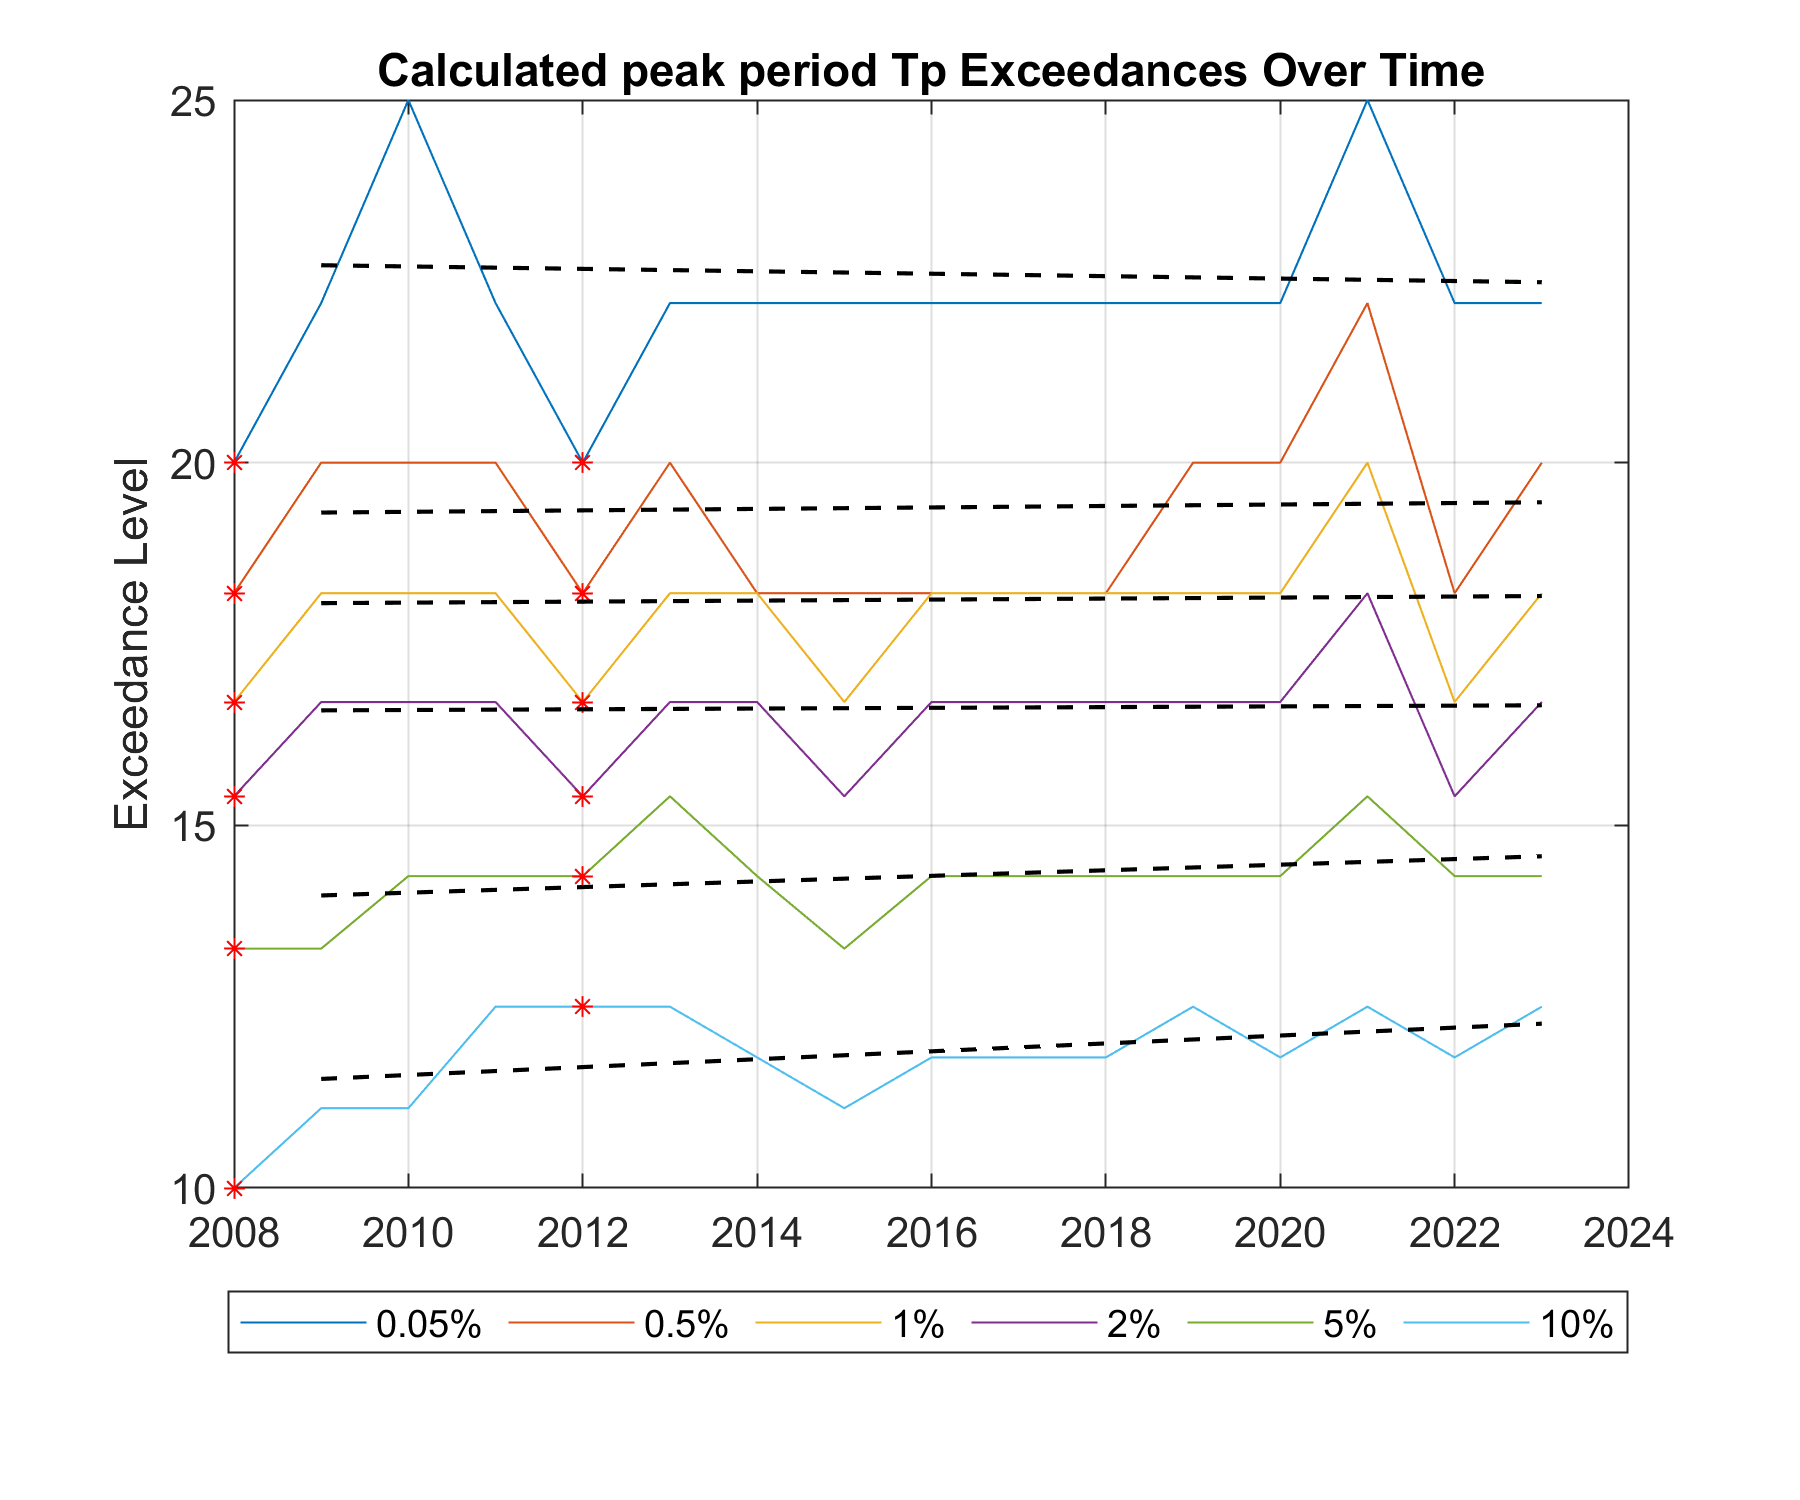 Calculated peak period Tp Exceedances Over Time
Exceedance Level
25
20
15
10
2008 2010 2012 2014 2016 2018 2020 2022 2024
0.05% 0.5% 1% 2% 5% 10%